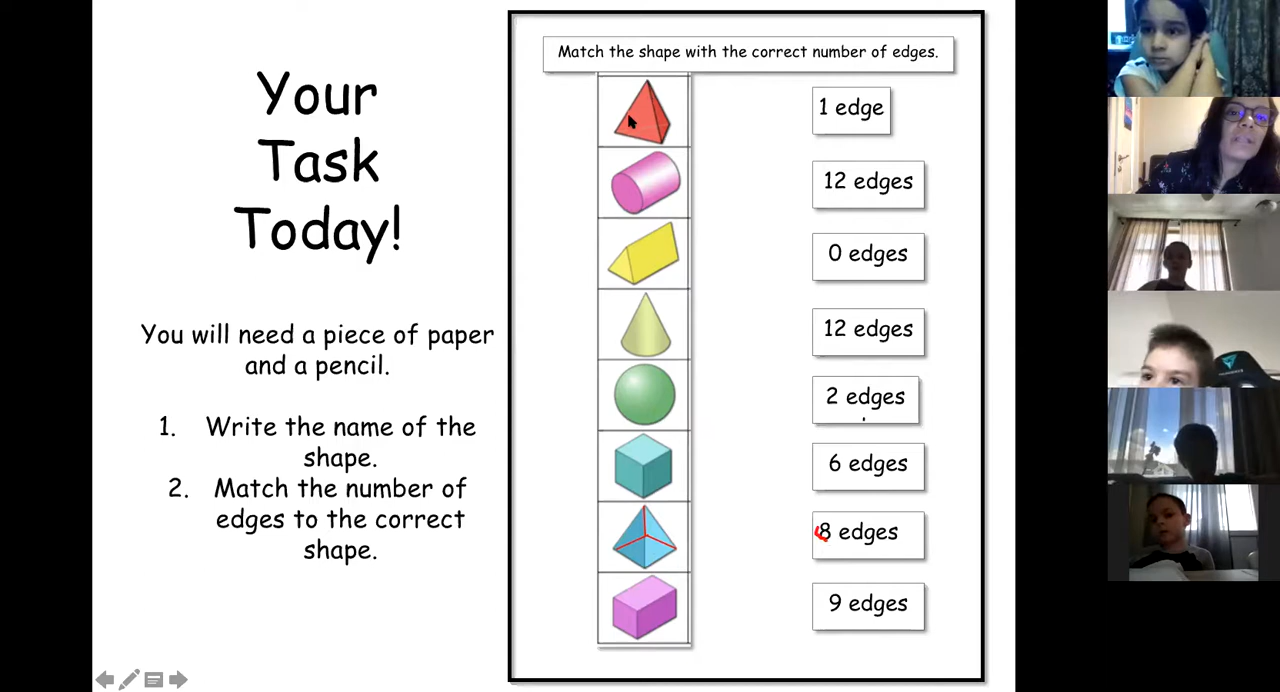 Your
Task
Today!
You will need a piece of paper
and a pencil.
1. Write the name of the
shape.
2. Match the number of
edges to the correct
shape.
Match the shape with the correct number of edges.
1 edge
12 edges
0 edges
12 edges
2 edges
6 edges
8 edges
9 edges